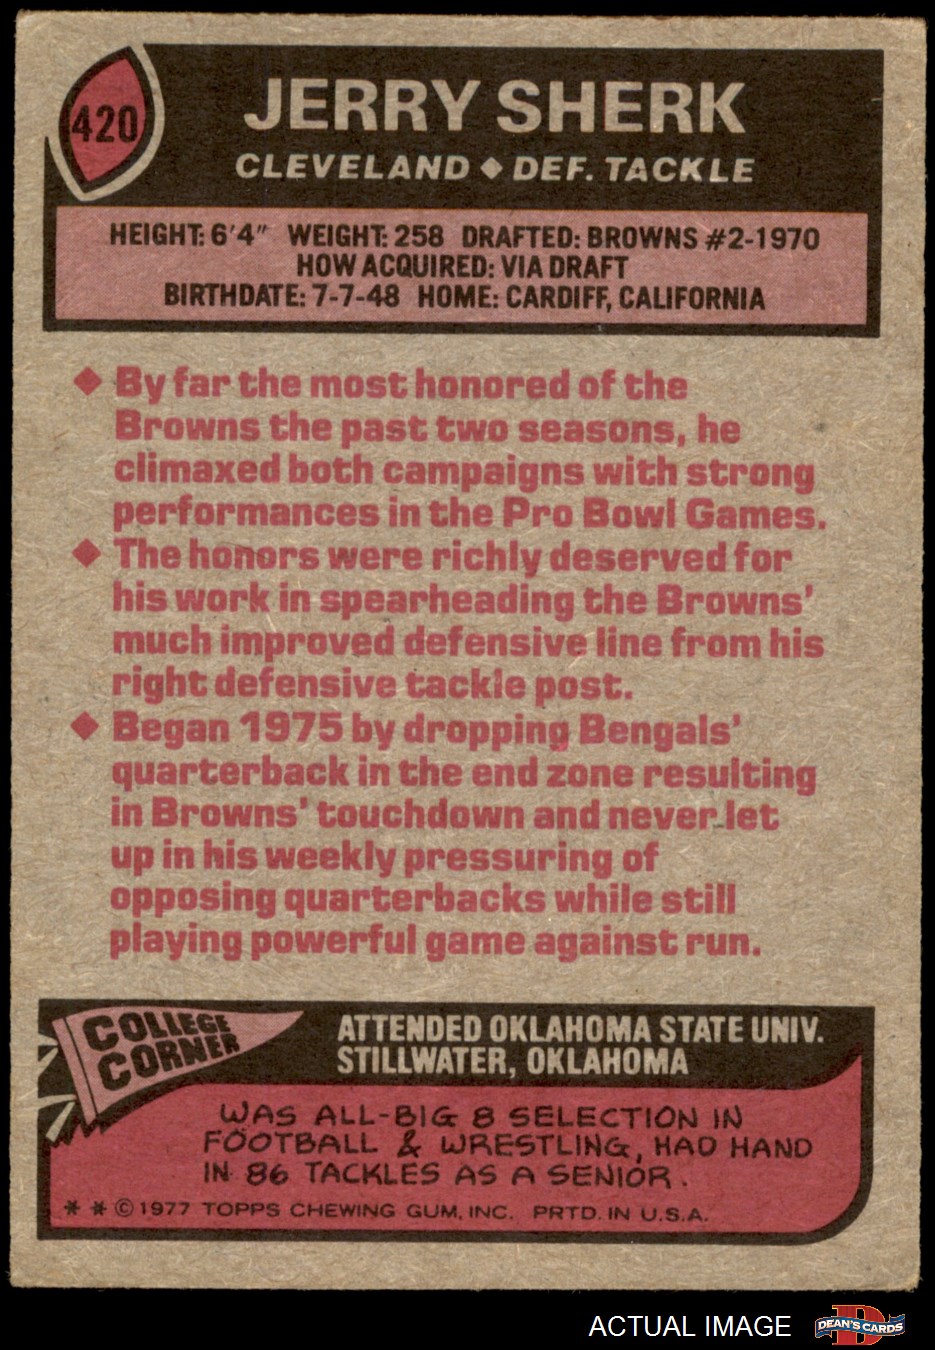 420
JERRY SHERK
CLEVELAND ◆ DEF. TACKLE
HEIGHT: 6'4" WEIGHT: 258 DRAFTED: BROWNS #2-1970
HOW ACQUIRED: VIA DRAFT
BIRTHDATE: 7-7-48 HOME: CARDIFF, CALIFORNIA
◆ By far the most honored of the
Browns the past two seasons, he
climaxed both campaigns with strong
performances in the Pro Bowl Games.
◆ The honors were richly deserved for
his work in spearheading the Browns'
much improved defensive line from his
right defensive tackle post.
◆ Began 1975 by dropping Bengals'
quarterback in the end zone resulting
in Browns' touchdown and never let
up in his weekly pressuring of
opposing quarterbacks while still
playing powerful game against run.
COLLEGE
CORNER
ATTENDED OKLAHOMA STATE UNIV.
STILLWATER, OKLAHOMA
WAS ALL-BIG 8 SELECTION IN
FOOTBALL & WRESTLING, HAD HAND
IN 86 TACKLES AS A SENIOR.
* * © 1977 TOPPS CHEWING GUM, INC. PRTD. IN U.S.A.
ACTUAL IMAGE
D
DEAN'S CARDS